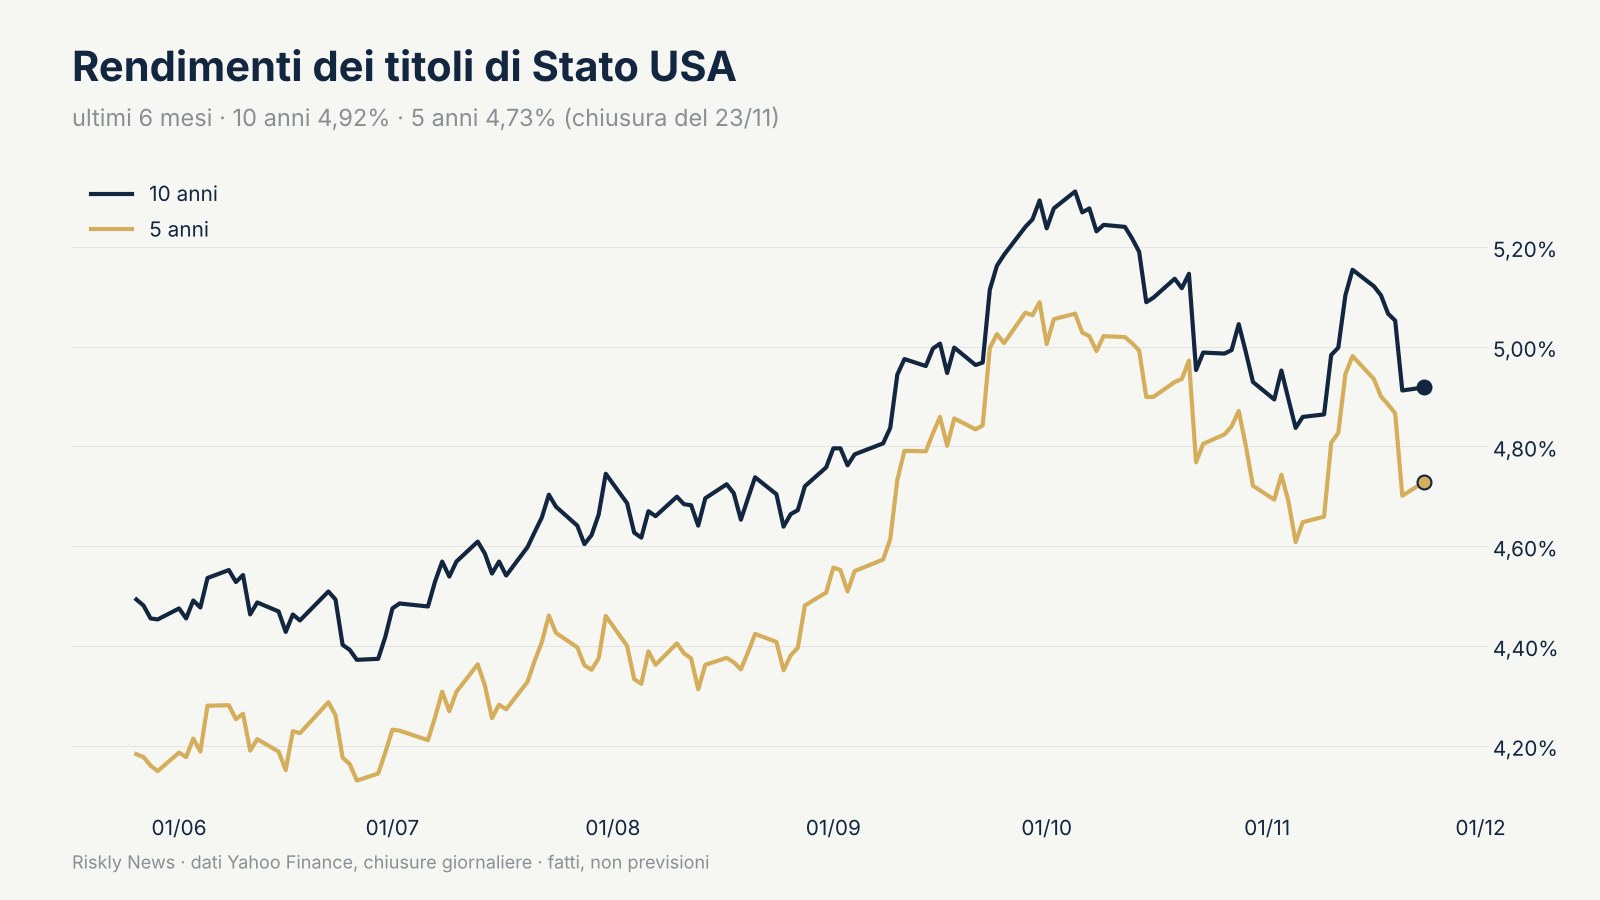 Rendimenti dei titoli di Stato USA
ultimi 6 mesi · 10 anni 4,92% · 5 anni 4,73% (chiusura del 23/11)
10 anni
5 anni
5,20%
5,00%
4,80%
4,60%
4,40%
4,20%
01/06 01/07 01/08 01/09 01/10 01/11 01/12
Riskly News · dati Yahoo Finance, chiusure giornaliere · fatti, non previsioni